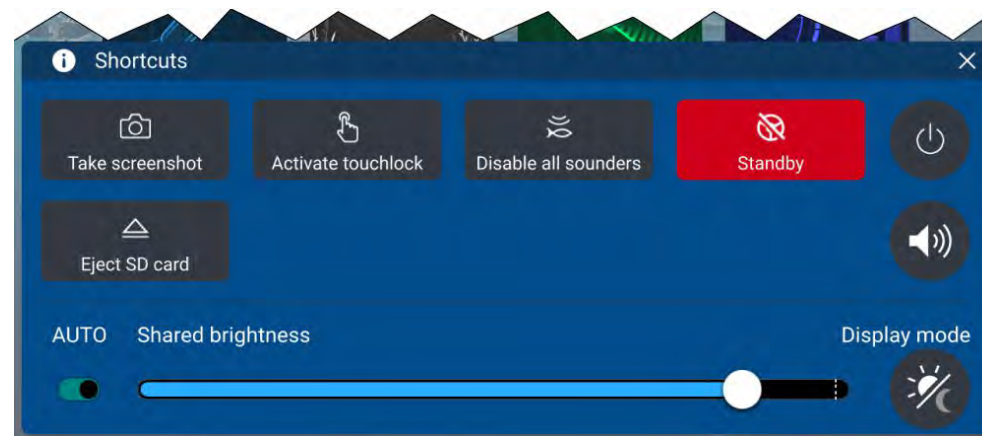 Shortcuts
Take screenshot
Activate touchlock
Disable all sounders
Standby
Eject SD card
AUTO
Shared brightness
Display mode